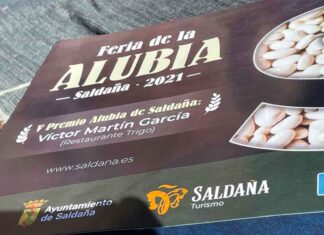 Feria de la
ALUBIA
Saldaña · 2021
V Premio Alubia de Saldaña:
Víctor Martín García
(Restaurante Trigo)
www.saldana.es
Ayuntamiento
de Saldaña
SALDAÑA
Turismo